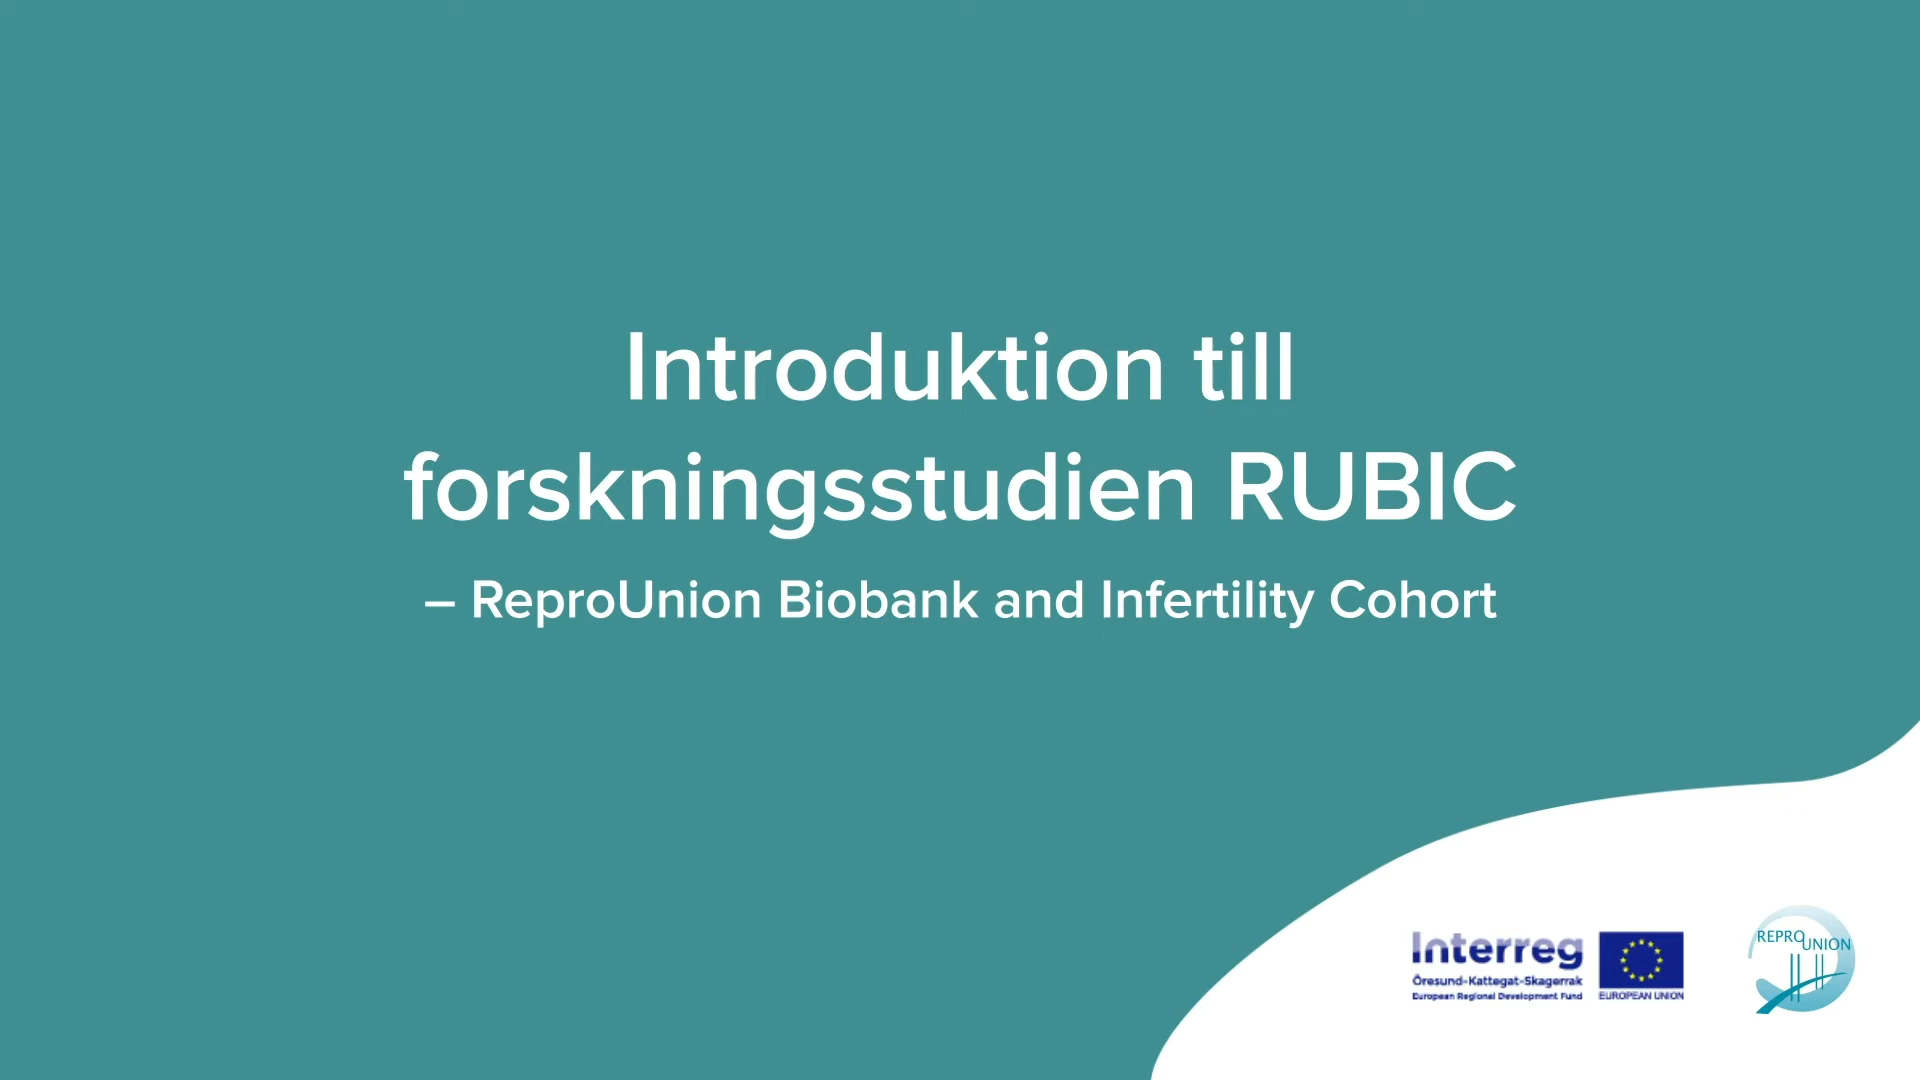 Introduktion till
forskningsstudien RUBIC
– ReproUnion Biobank and Infertility Cohort
Interreg
Öresund-Kattegat-Skagerrak
European Regional Development Fund
EUROPEAN UNION
REPRO
UNION